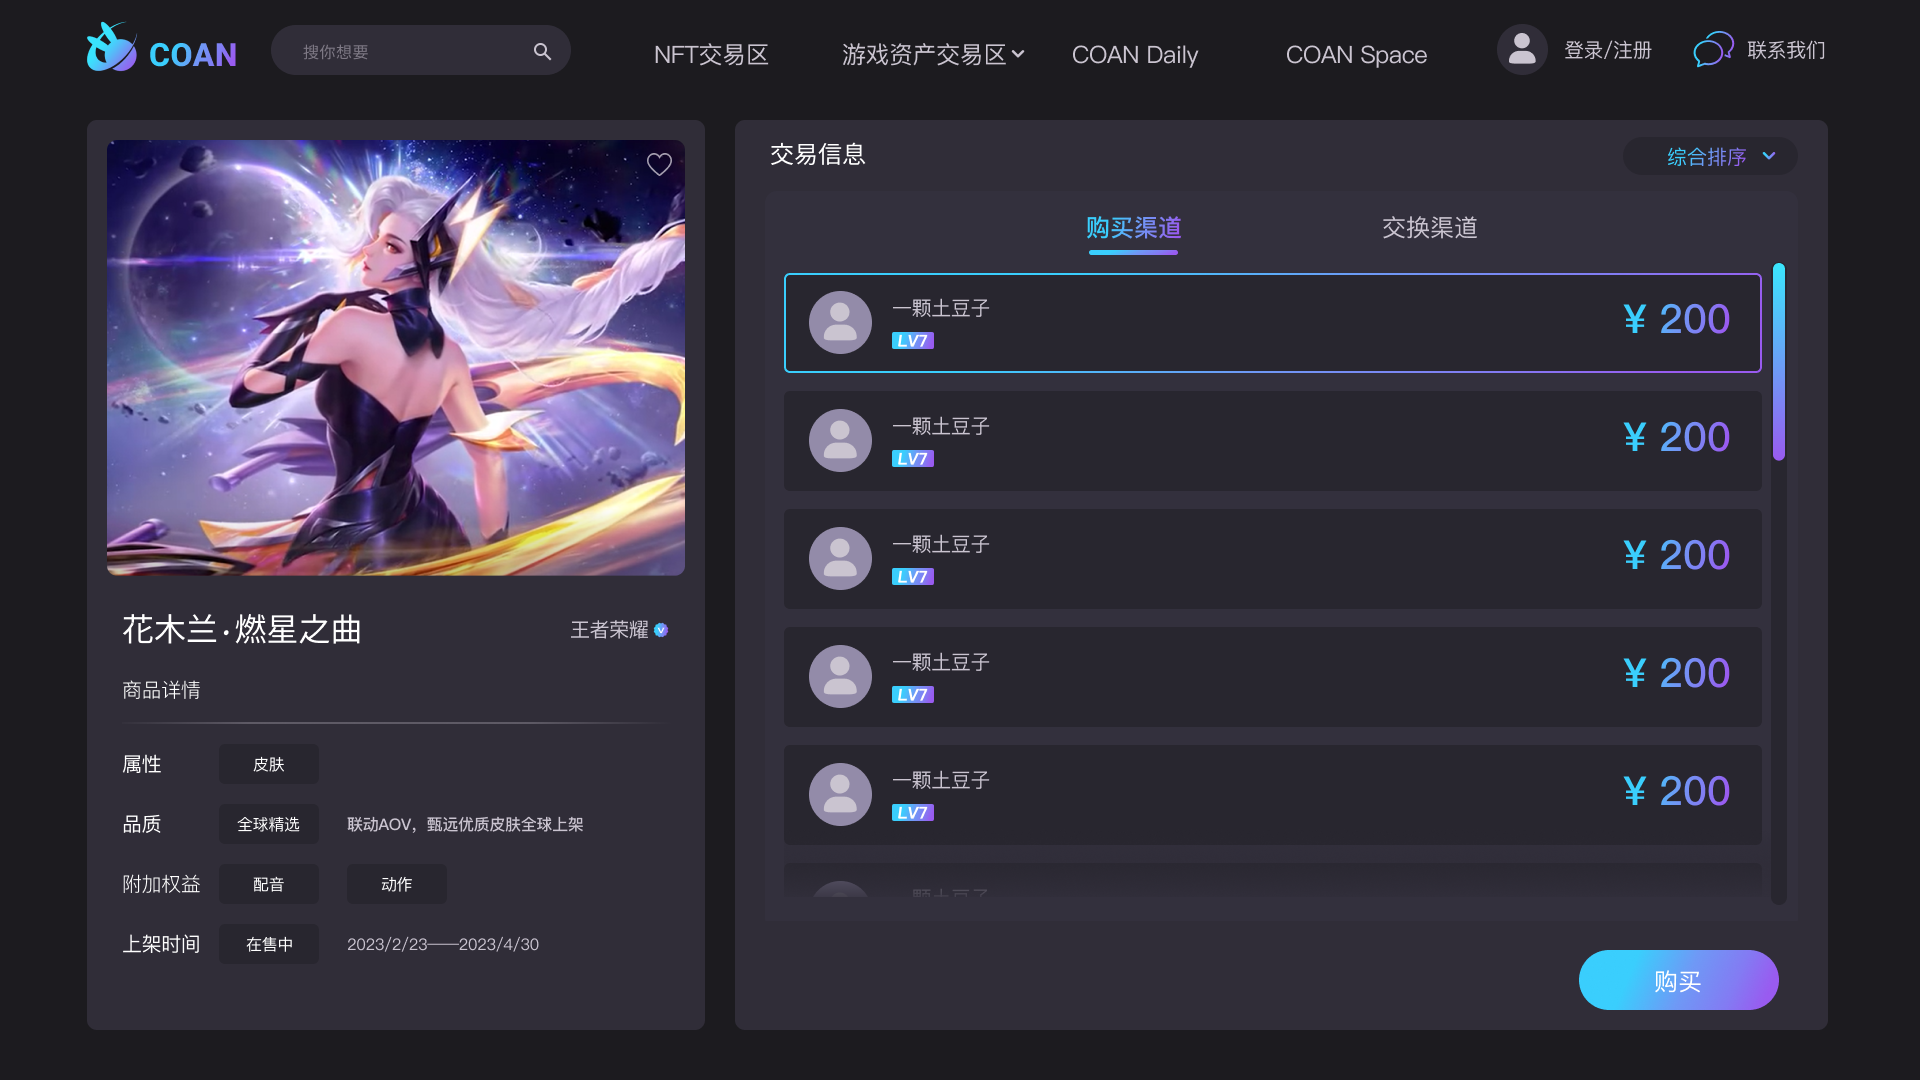 COAN
搜你想要
NFT交易区
游戏资产交易区
COAN Daily
COAN Space
登录/注册
联系我们
花木兰·燃星之曲
王者荣耀
商品详情
属性
皮肤
品质
全球精选
联动AOV，甄远优质皮肤全球上架
附加权益
配音
动作
上架时间
在售中
2023/2/23——2023/4/30
交易信息
综合排序
购买渠道
交换渠道
一颗土豆子
LV7
¥ 200
一颗土豆子
LV7
¥ 200
一颗土豆子
LV7
¥ 200
一颗土豆子
LV7
¥ 200
一颗土豆子
LV7
¥ 200
一颗土豆子
购买